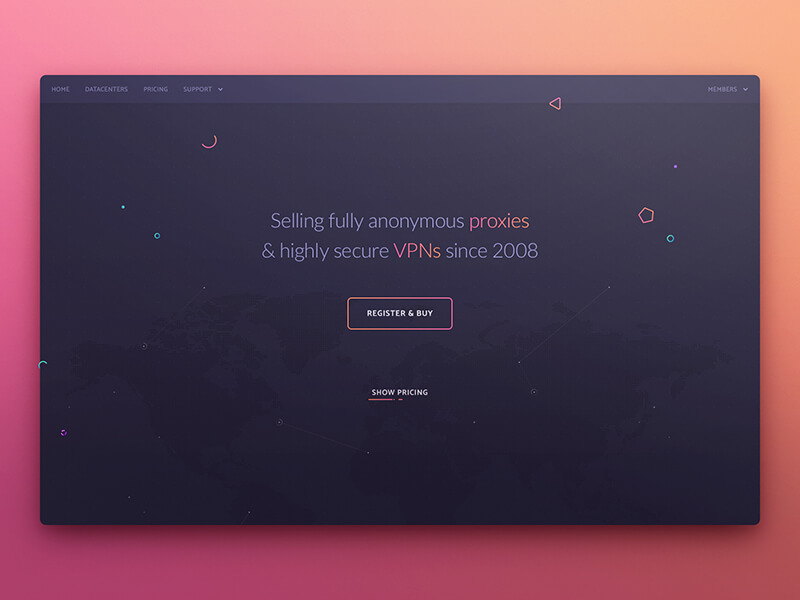 HOME DATACENTERS PRICING SUPPORT MEMBERS
Selling fully anonymous proxies
& highly secure VPNs since 2008
REGISTER & BUY
SHOW PRICING